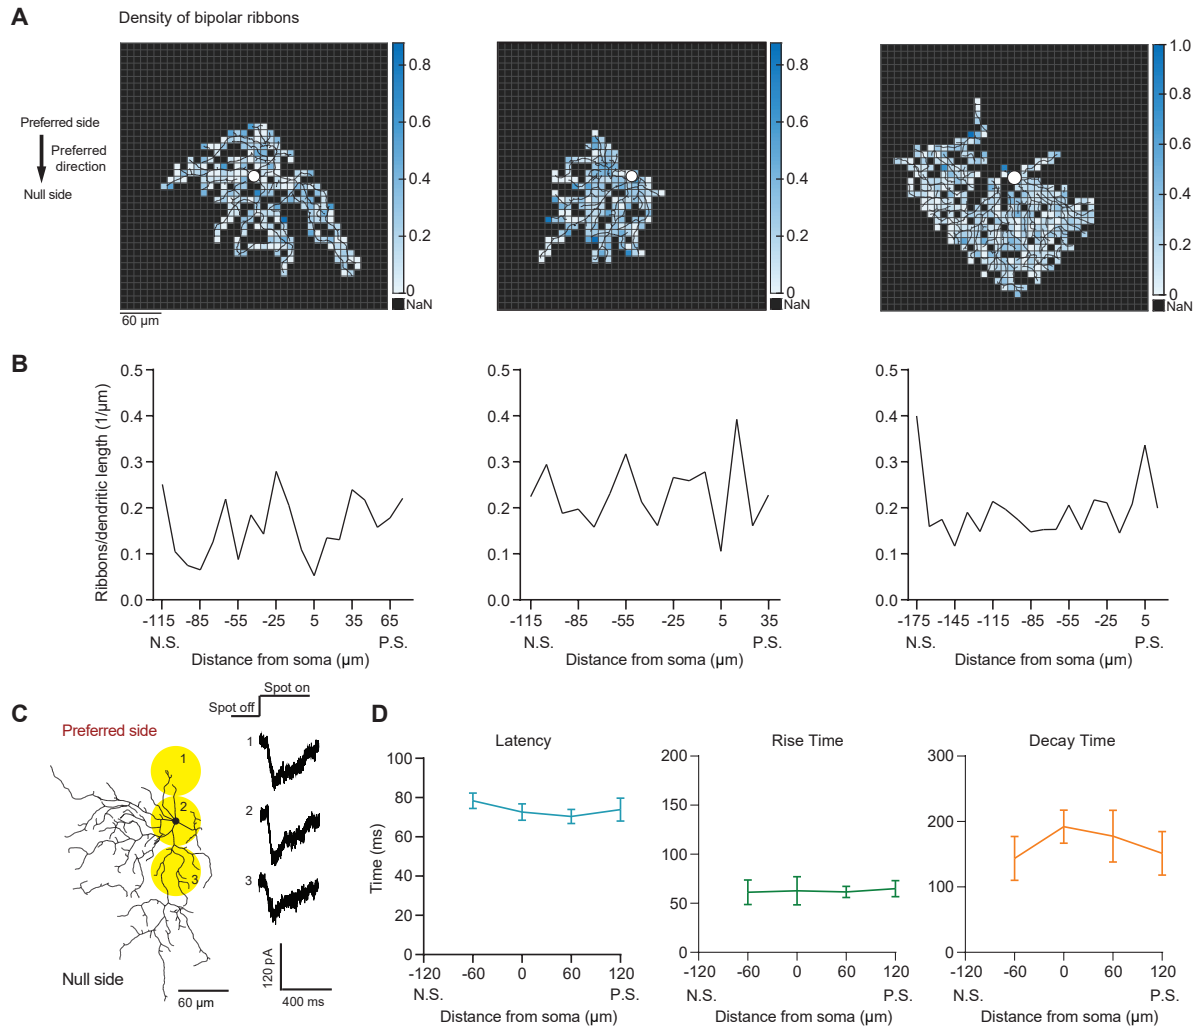 A
Density of bipolar ribbons
Preferred side
Preferred
direction
Null side
60 µm
0.8
0.6
0.4
0.2
0
NaN
0.8
0.6
0.4
0.2
0
NaN
1.0
0.8
0.6
0.4
0.2
0
NaN
B
Ribbons/dendritic length (1/µm)
0.5
0.4
0.3
0.2
0.1
0.0
-115 -85 -55 -25 5 35 65
N.S. P.S.
Distance from soma (µm)
0.5
0.4
0.3
0.2
0.1
0.0
-115 -85 -55 -25 5 35
N.S. P.S.
Distance from soma (µm)
0.5
0.4
0.3
0.2
0.1
0.0
-175 -145 -115 -55 -25 5
N.S. P.S.
Distance from soma (µm)
C
Preferred side
1
2
3
Null side
60 µm
Spot on
Spot off
1
2
3
120 pA
400 ms
D
Latency
Time (ms)
100
80
60
40
20
0
-120 -60 0 60 120
N.S. P.S.
Distance from soma (µm)
Rise Time
200
150
100
50
0
-120 -60 0 60 120
N.S. P.S.
Distance from soma (µm)
Decay Time
300
200
100
0
-120 -60 0 60 120
N.S. P.S.
Distance from soma (µm)